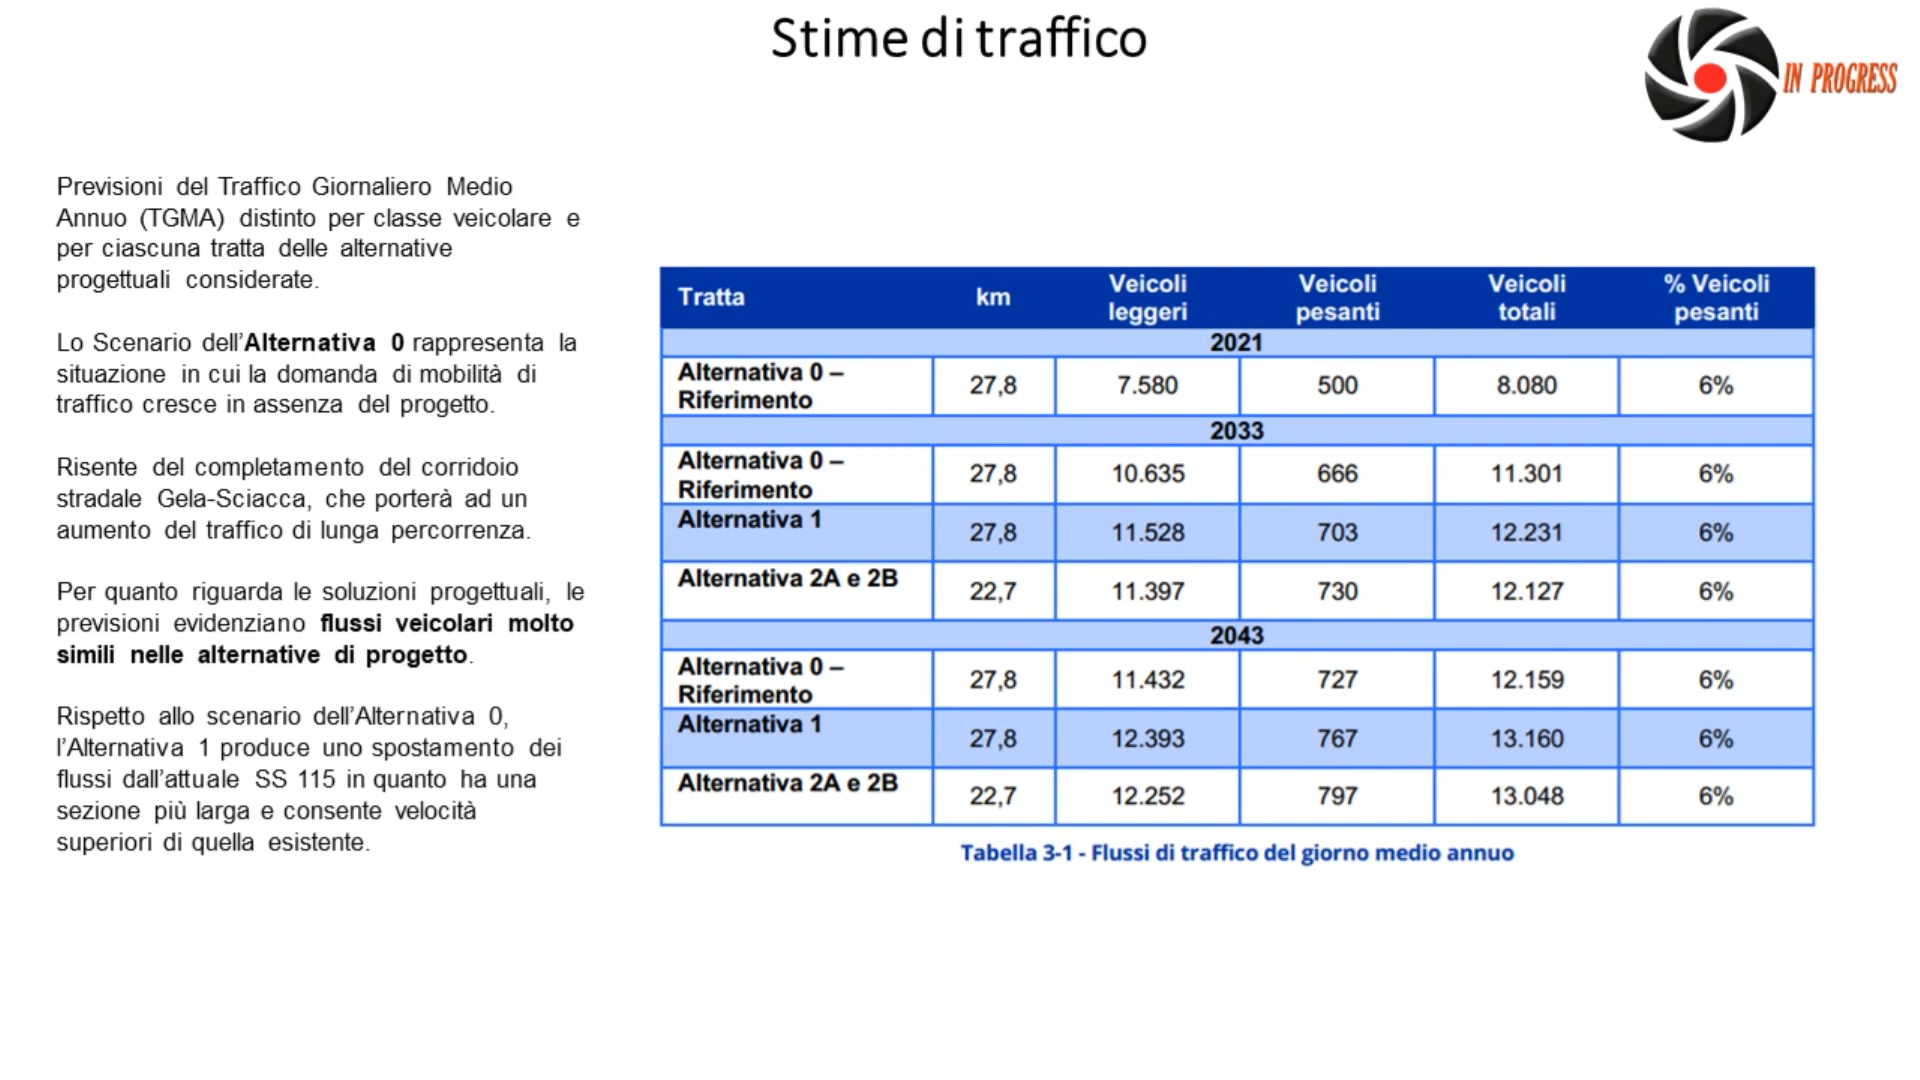 Stime di traffico
IN PROGRESS
Previsioni del Traffico Giornaliero Medio
Annuo (TGMA) distinto per classe veicolare e
per ciascuna tratta delle alternative
progettuali considerate.
Lo Scenario dell'Alternativa 0 rappresenta la
situazione in cui la domanda di mobilità di
traffico cresce in assenza del progetto.
Risente del completamento del corridoio
stradale Gela-Sciacca, che porterà ad un
aumento del traffico di lunga percorrenza.
Per quanto riguarda le soluzioni progettuali, le
previsioni evidenziano flussi veicolari molto
simili nelle alternative di progetto.
Rispetto allo scenario dell'Alternativa 0,
l'Alternativa 1 produce uno spostamento dei
flussi dall'attuale SS 115 in quanto ha una
sezione più larga e consente velocità
superiori di quella esistente.
Tratta km Veicoli leggeri Veicoli pesanti Veicoli totali % Veicoli pesanti
2021
Alternativa 0 – Riferimento 27,8 7.580 500 8.080 6%
2033
Alternativa 0 – Riferimento 27,8 10.635 666 11.301 6%
Alternativa 1 27,8 11.528 703 12.231 6%
Alternativa 2A e 2B 22,7 11.397 730 12.127 6%
2043
Alternativa 0 – Riferimento 27,8 11.432 727 12.159 6%
Alternativa 1 27,8 12.393 767 13.160 6%
Alternativa 2A e 2B 22,7 12.252 797 13.048 6%
Tabella 3-1 - Flussi di traffico del giorno medio annuo